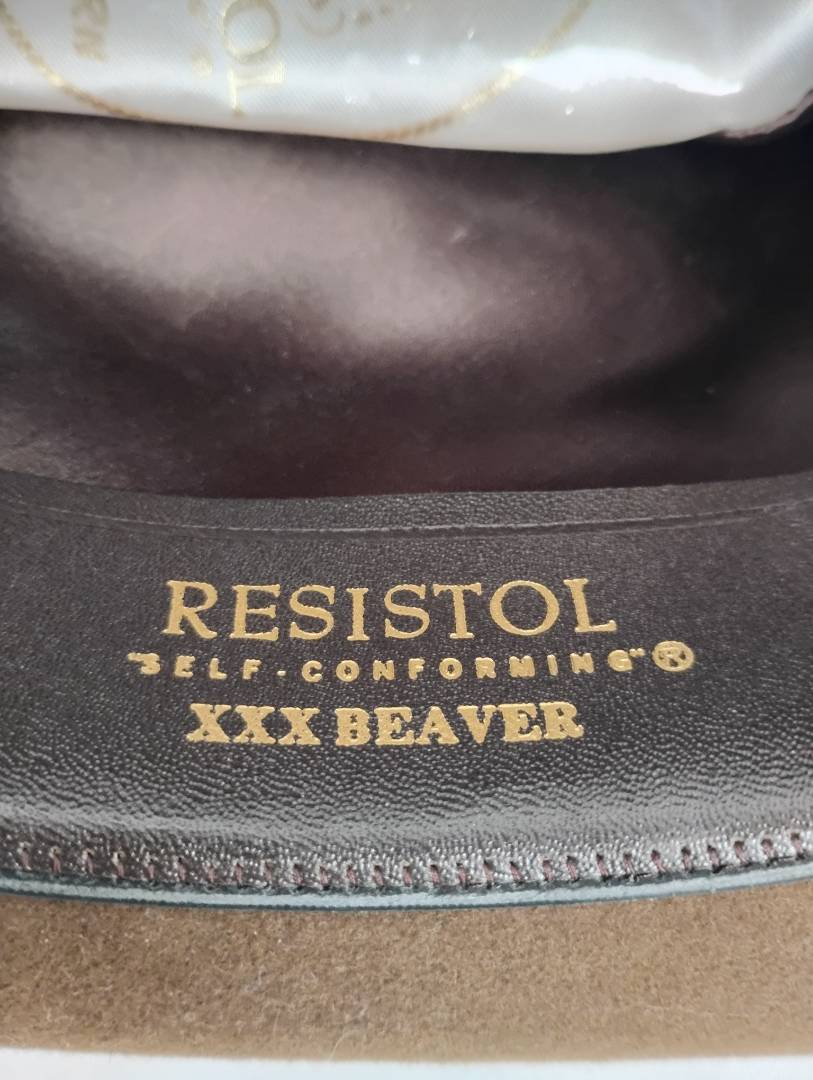 RESISTOL
"SELF-CONFORMING"®
XXX BEAVER